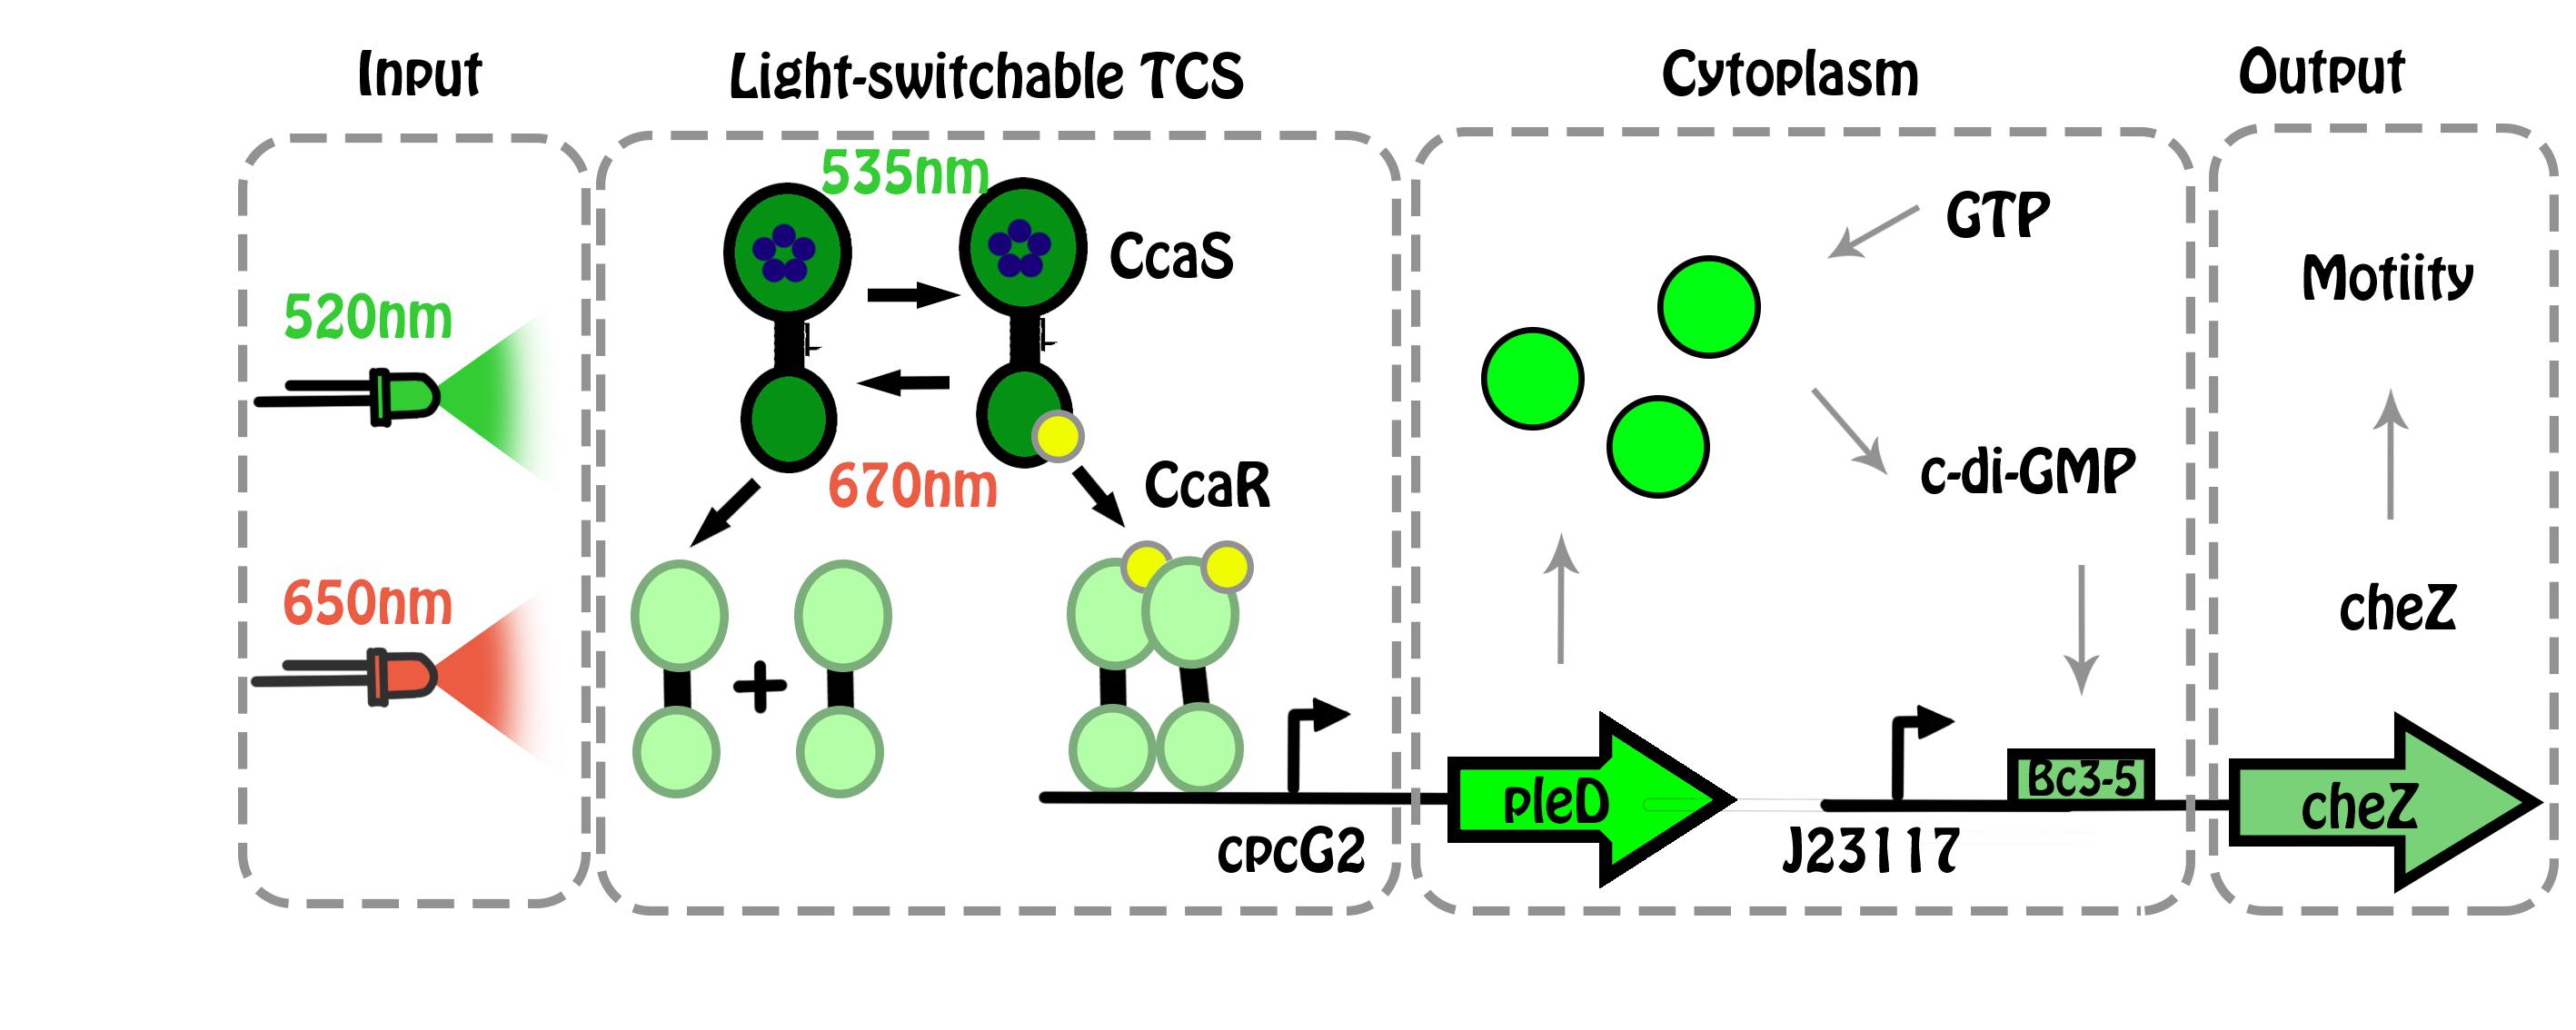 Input
Light-switchable TCS
Cytoplasm
Output
520nm
650nm
535nm
CcaS
670nm
CcaR
cpcG2
GTP
c-di-GMP
pleD
J23117
Bc3-5
Motiity
cheZ
cheZ